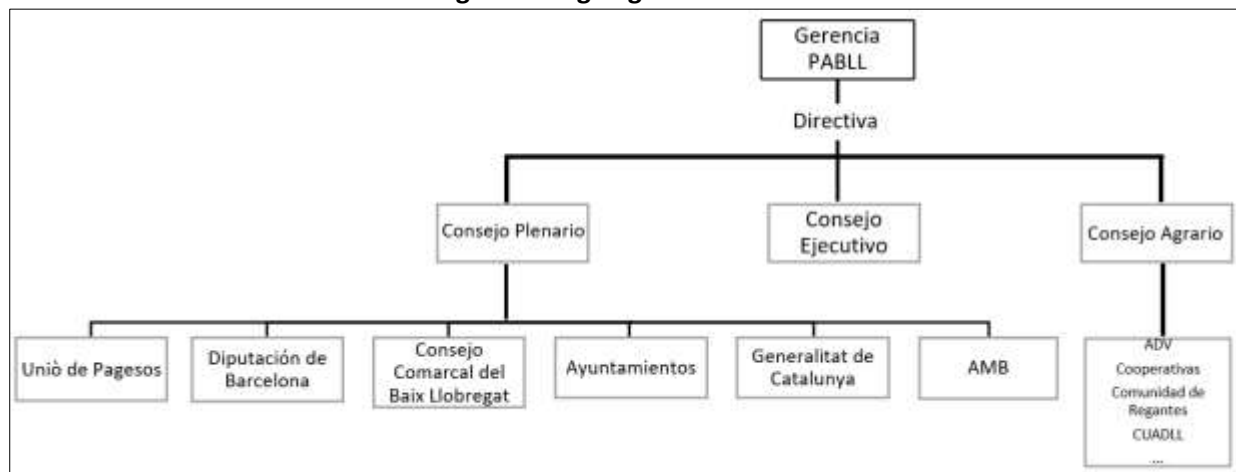 Gerencia
PABLL
Directiva
Consejo Plenario
Consejo
Ejecutivo
Consejo Agrario
Uniò de Pagesos
Diputación de
Barcelona
Consejo
Comarcal del
Baix Llobregat
Ayuntamientos
Generalitat de
Catalunya
AMB
ADV
Cooperativas
Comunidad de
Regantes
CUADLL
....